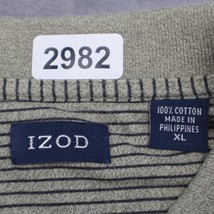 2982
IZOD
100% COTTON
MADE IN
PHILIPPINES
XL